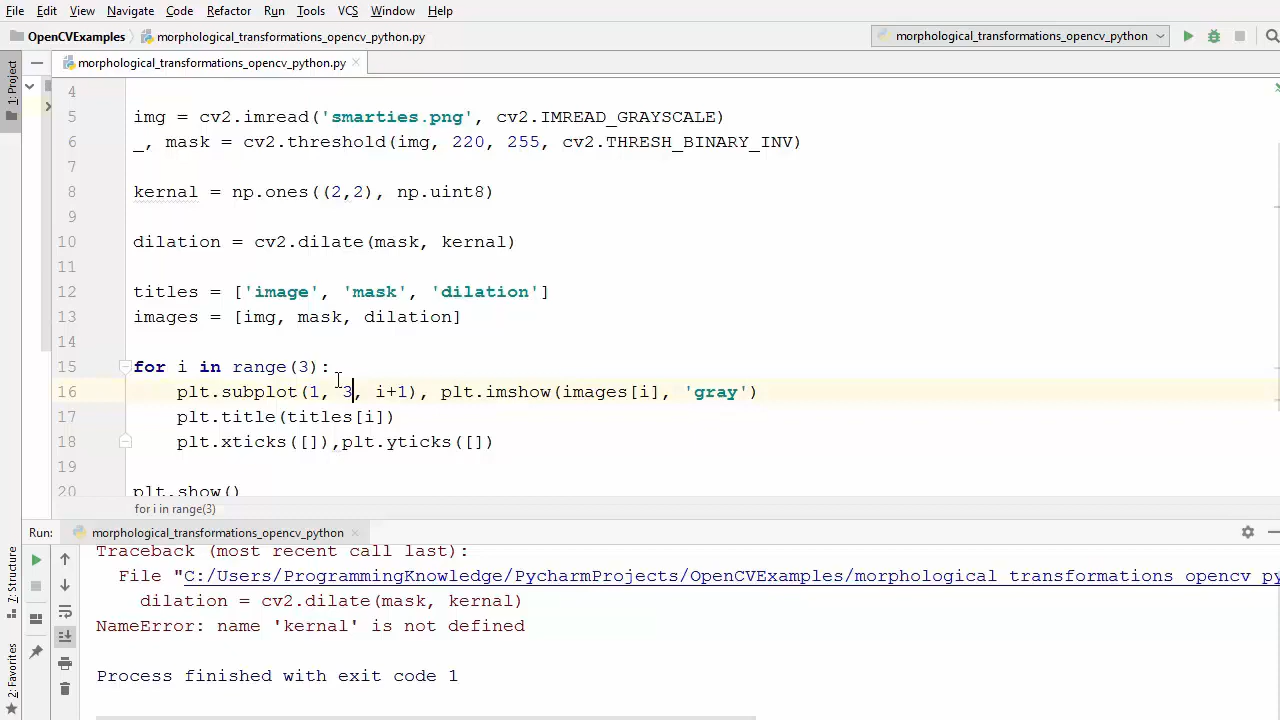 File Edit View Navigate Code Refactor Run Tools VCS Window Help
OpenCVExamples morphological_transformations_opencv_python.py morphological_transformations_opencv_python
1: Project
morphological_transformations_opencv_python.py
4
5 img = cv2.imread('smarties.png', cv2.IMREAD_GRAYSCALE)
6 _, mask = cv2.threshold(img, 220, 255, cv2.THRESH_BINARY_INV)
7
8 kernal = np.ones((2,2), np.uint8)
9
10 dilation = cv2.dilate(mask, kernal)
11
12 titles = ['image', 'mask', 'dilation']
13 images = [img, mask, dilation]
14
15 for i in range(3):
16 plt.subplot(1, 3, i+1), plt.imshow(images[i], 'gray')
17 plt.title(titles[i])
18 plt.xticks([]),plt.yticks([])
19
20 plt.show()
for i in range(3)
Run: morphological_transformations_opencv_python
Traceback (most recent call last):
File "C:/Users/ProgrammingKnowledge/PycharmProjects/OpenCVExamples/morphological_transformations_opencv_py
dilation = cv2.dilate(mask, kernal)
NameError: name 'kernal' is not defined
Process finished with exit code 1
7: Structure
2: Favorites